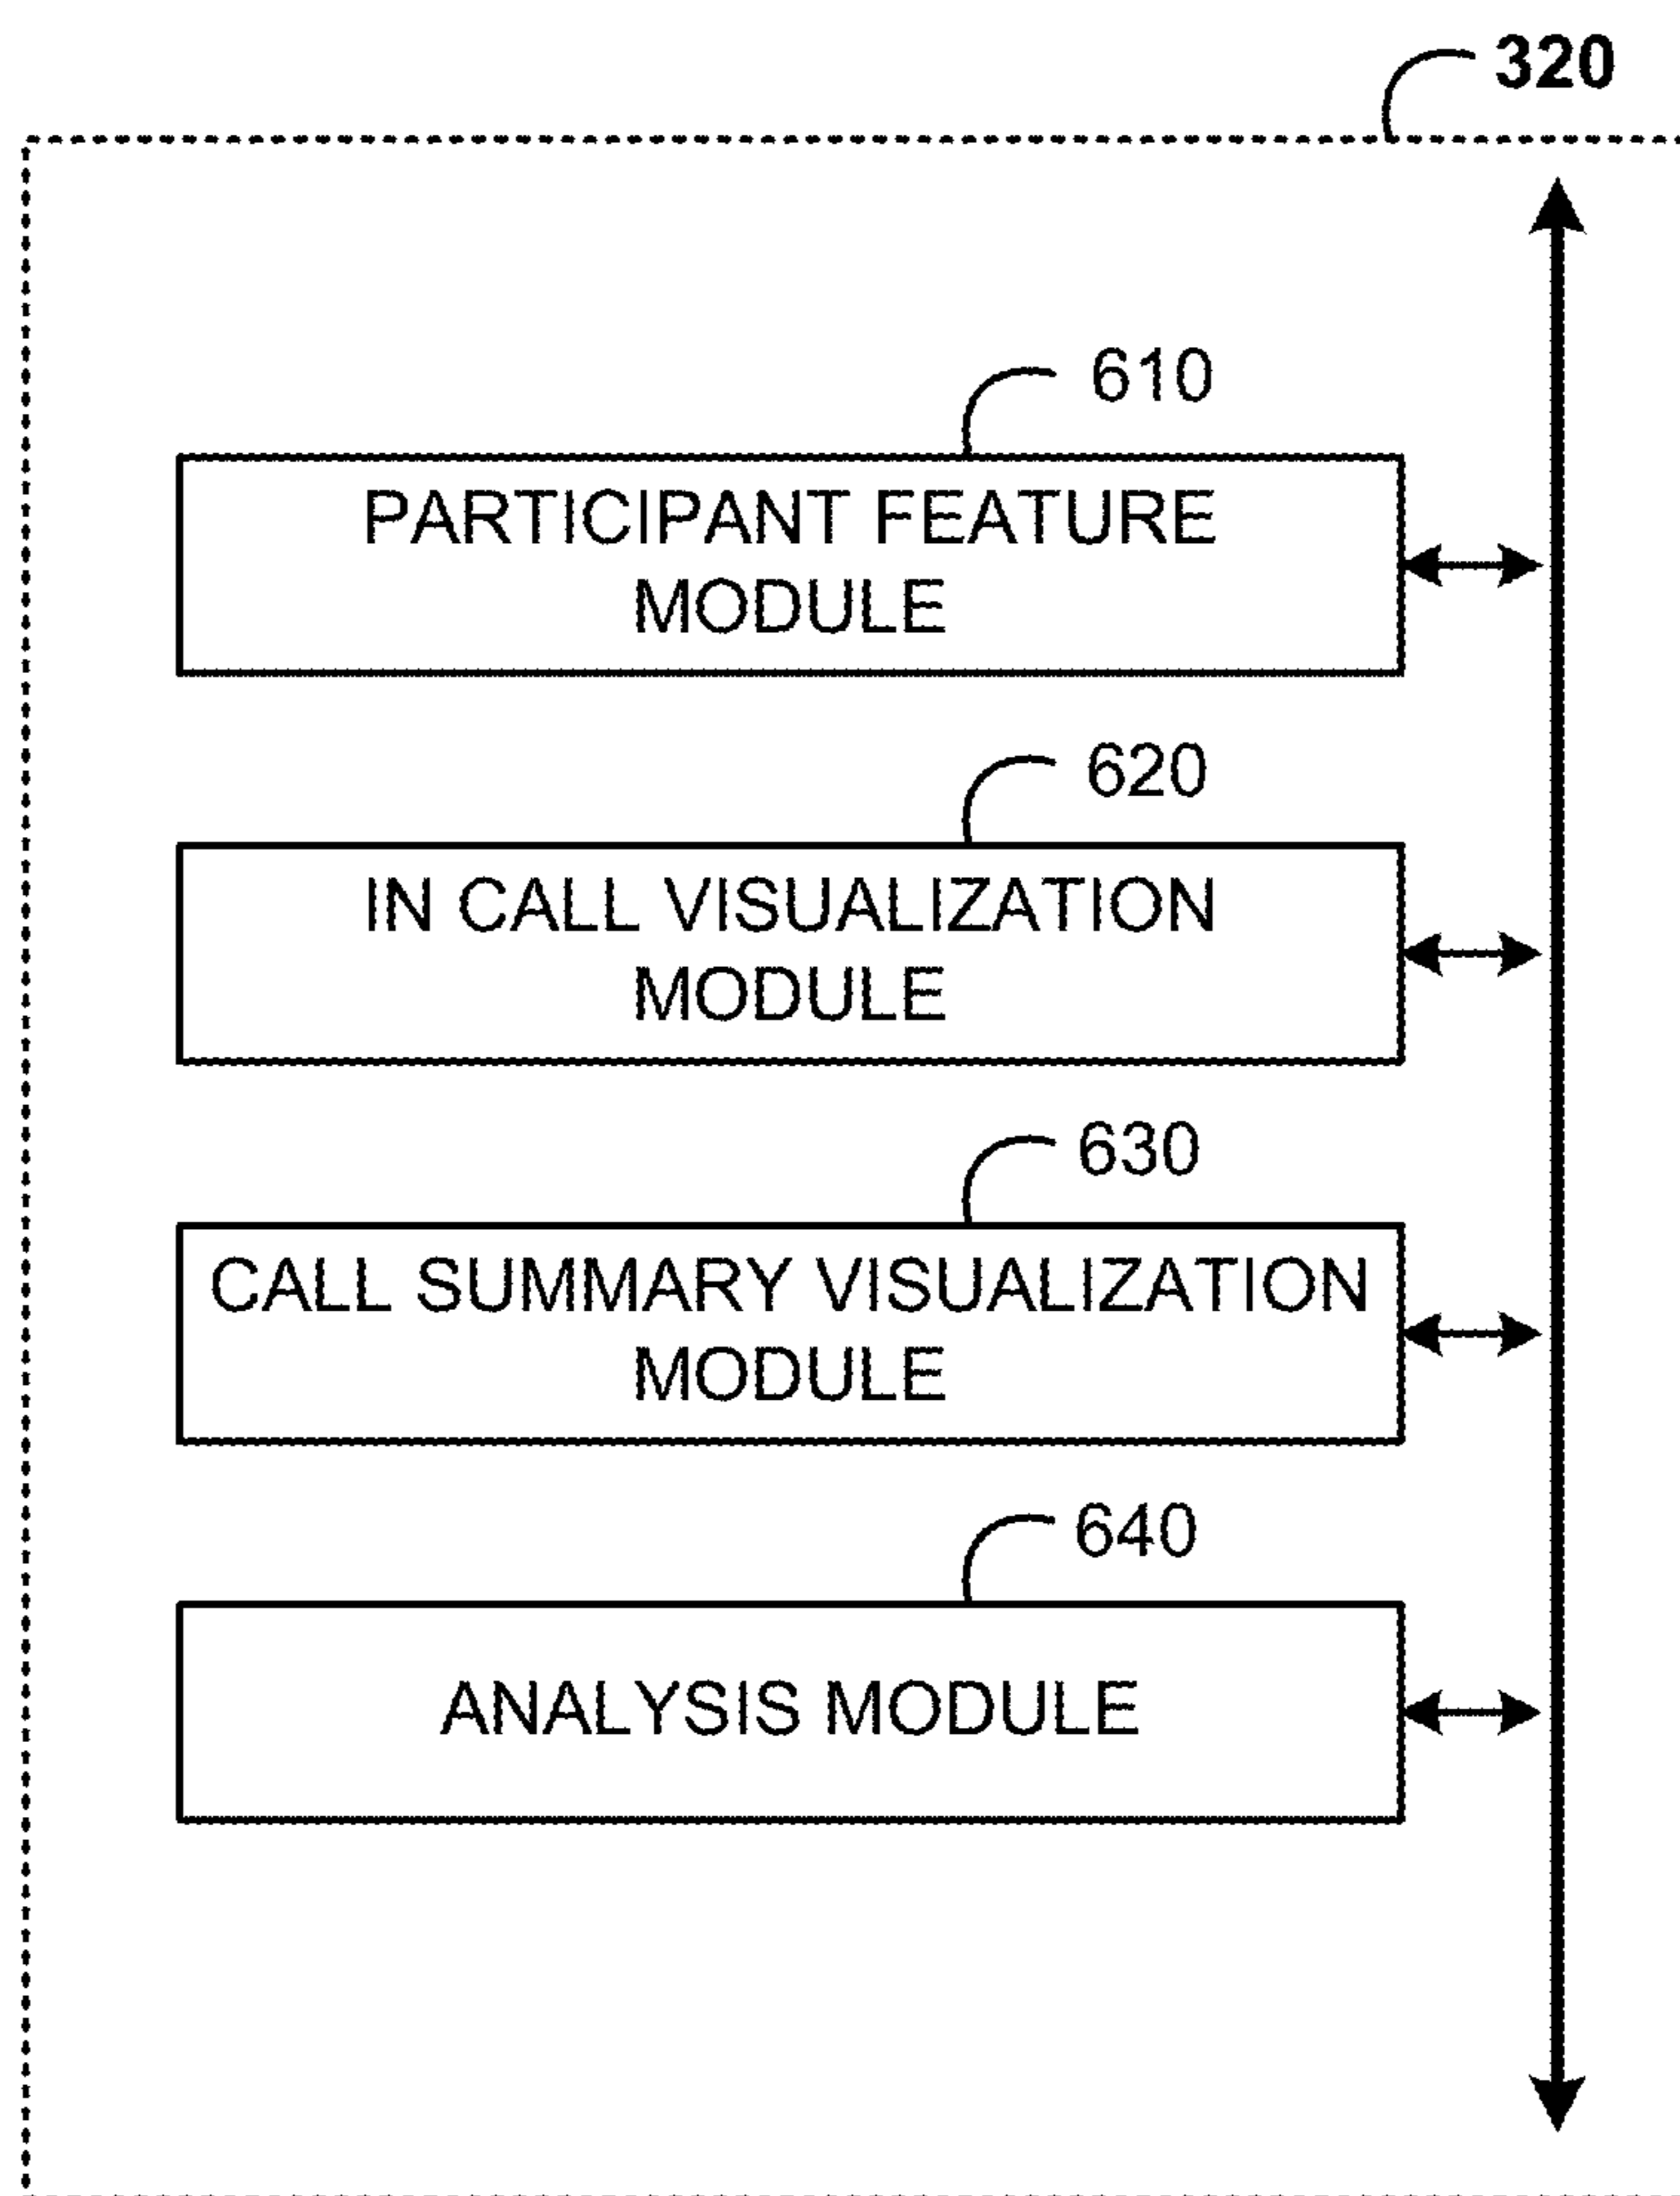 320
610
PARTICIPANT FEATURE
MODULE
620
IN CALL VISUALIZATION
MODULE
630
CALL SUMMARY VISUALIZATION
MODULE
640
ANALYSIS MODULE